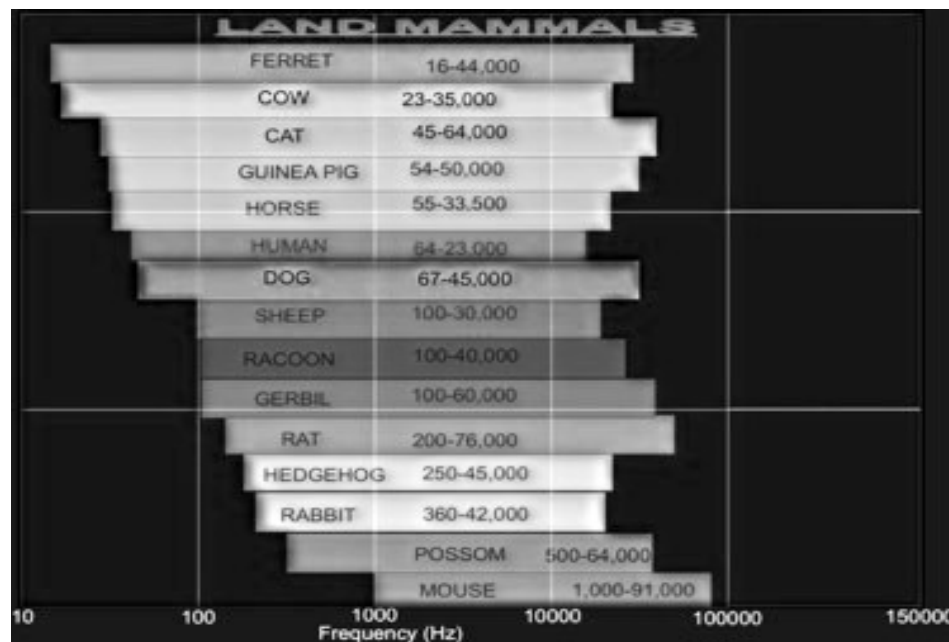 LAND MAMMALS
FERRET 16-44,000
COW 23-35,000
CAT 45-64,000
GUINEA PIG 54-50,000
HORSE 55-33,500
HUMAN 64-23,000
DOG 67-45,000
SHEEP 100-30,000
RACOON 100-40,000
GERBIL 100-60,000
RAT 200-76,000
HEDGEHOG 250-45,000
RABBIT 360-42,000
POSSOM 500-64,000
MOUSE 1,000-91,000
10 100 1000 10000 100000 150000
Frequency (Hz)